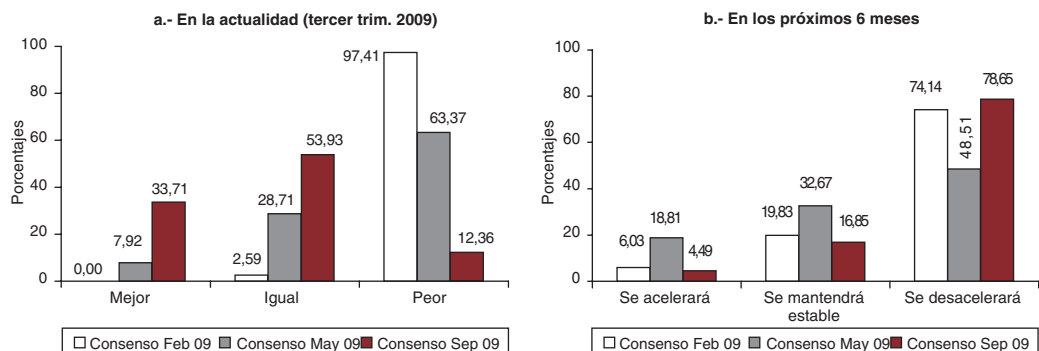 a.- En la actualidad (tercer trim. 2009)
Porcentajes
100
80
60
40
20
0
0,00
7,92
33,71
2,59
28,71
53,93
97,41
63,37
12,36
Mejor
Igual
Peor
Consenso Feb 09
Consenso May 09
Consenso Sep 09
b.- En los próximos 6 meses
Porcentajes
100
80
60
40
20
0
6,03
18,81
4,49
19,83
32,67
16,85
74,14
48,51
78,65
Se acelerará
Se mantendrá
estable
Se desacelerará
Consenso Feb 09
Consenso May 09
Consenso Sep 09